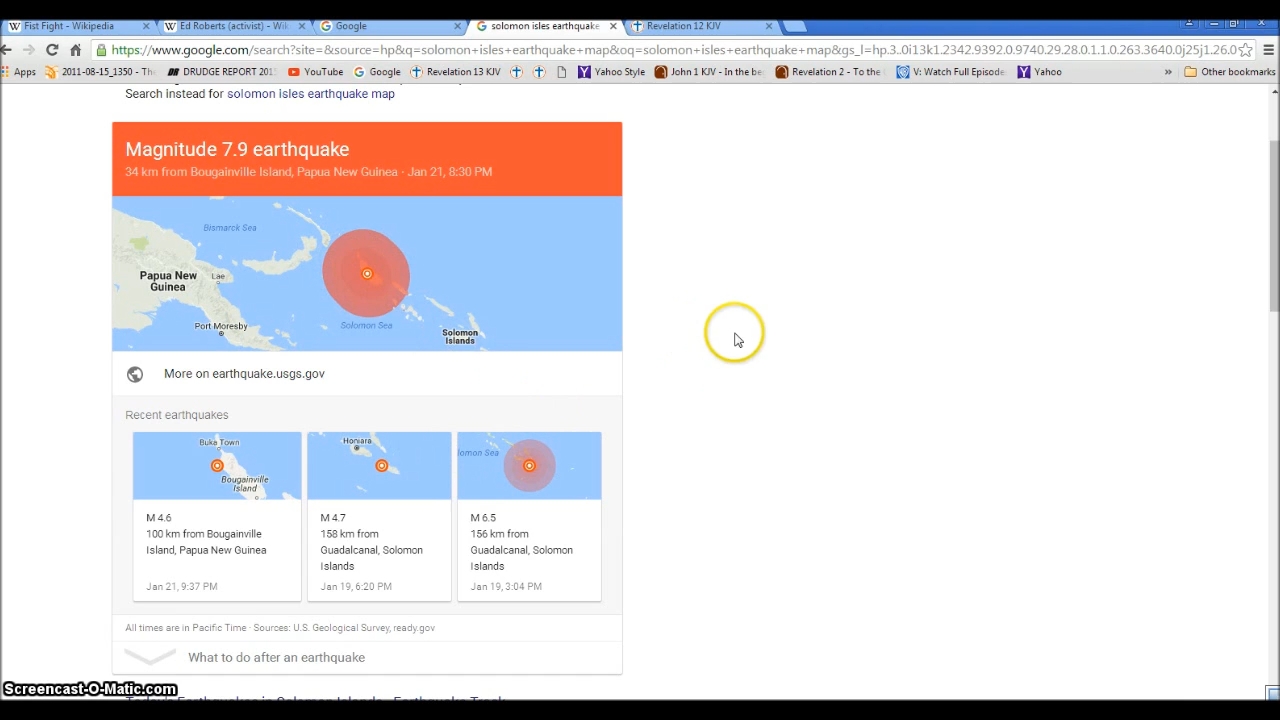 Fist Fight - Wikipedia
Ed Roberts (activist) - Wiki
Google
solomon isles earthquake
Revelation 12 KJV
https://www.google.com/search?site=&source=hp&q=solomon+isles+earthquake+map&oq=solomon+isles+earthquake+map&gs_l=hp.3..0i13k1.2342.9392.0.9740.29.28.0.1.1.0.263.3640.0j25j1.26.0
Apps
2011-08-15_1350 - The
DRUDGE REPORT 201
YouTube
Google
Revelation 13 KJV
Yahoo Style
John 1 KJV - In the be
Revelation 2 - To the
V: Watch Full Episode
Yahoo
»
Other bookmarks
Search instead for solomon isles earthquake map
Magnitude 7.9 earthquake
34 km from Bougainville Island, Papua New Guinea · Jan 21, 8:30 PM
Bismarck Sea
Papua New
Guinea
Lae
Port Moresby
Solomon Sea
Solomon
Islands
More on earthquake.usgs.gov
Recent earthquakes
Buka Town
Bougainville
Island
M 4.6
100 km from Bougainville
Island, Papua New Guinea
Jan 21, 9:37 PM
Honiara
M 4.7
158 km from
Guadalcanal, Solomon
Islands
Jan 19, 6:20 PM
lomon Sea
M 6.5
156 km from
Guadalcanal, Solomon
Islands
Jan 19, 3:04 PM
All times are in Pacific Time · Sources: U.S. Geological Survey, ready.gov
What to do after an earthquake
Screencast-O-Matic.com
Today's Earthquakes in Solomon Islands - Earthquake Track